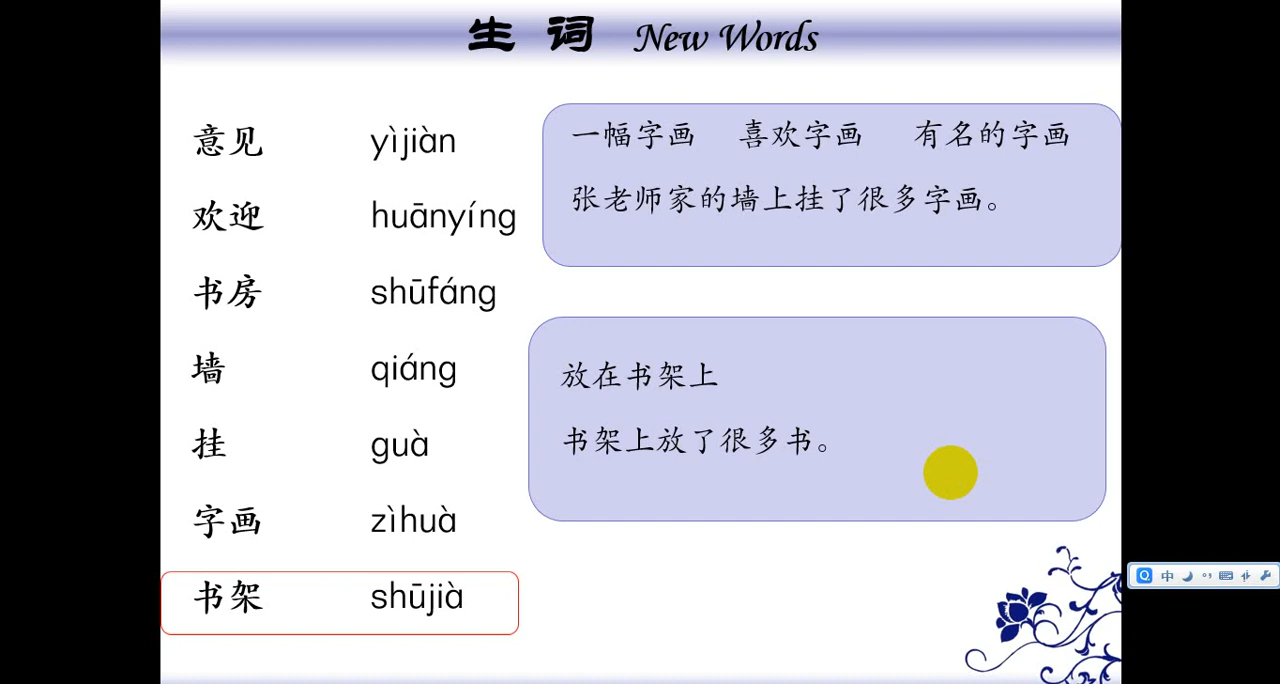 生 词 New Words
意见 yìjiàn
欢迎 huānyíng
书房 shūfáng
墙 qiáng
挂 guà
字画 zìhuà
书架 shūjià
一幅字画 喜欢字画 有名的字画
张老师家的墙上挂了很多字画。
放在书架上
书架上放了很多书。
中